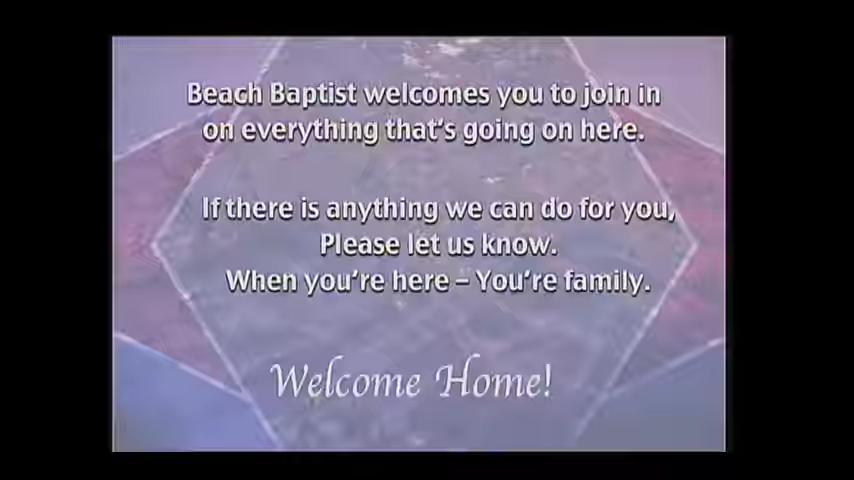 Beach Baptist welcomes you to join in
on everything that's going on here.
If there is anything we can do for you,
Please let us know.
When you're here – You're family.
Welcome Home!